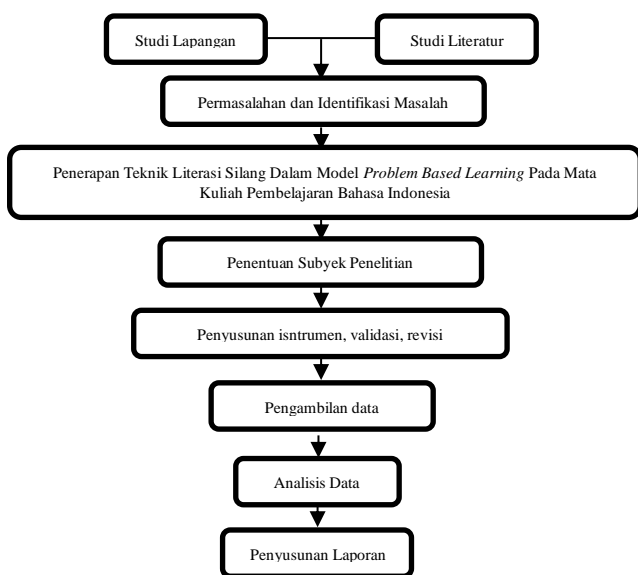 Studi Lapangan
Studi Literatur
Permasalahan dan Identifikasi Masalah
Penerapan Teknik Literasi Silang Dalam Model Problem Based Learning Pada Mata
Kuliah Pembelajaran Bahasa Indonesia
Penentuan Subyek Penelitian
Penyusunan isntrumen, validasi, revisi
Pengambilan data
Analisis Data
Penyusunan Laporan